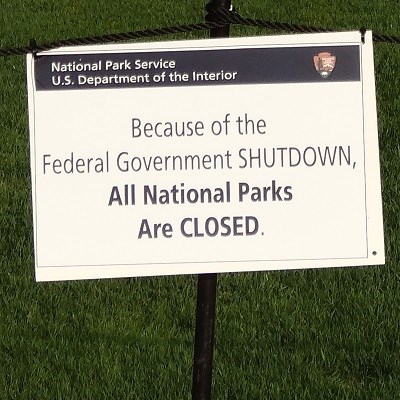 National Park Service
U.S. Department of the Interior
Because of the
Federal Government SHUTDOWN,
All National Parks
Are CLOSED.